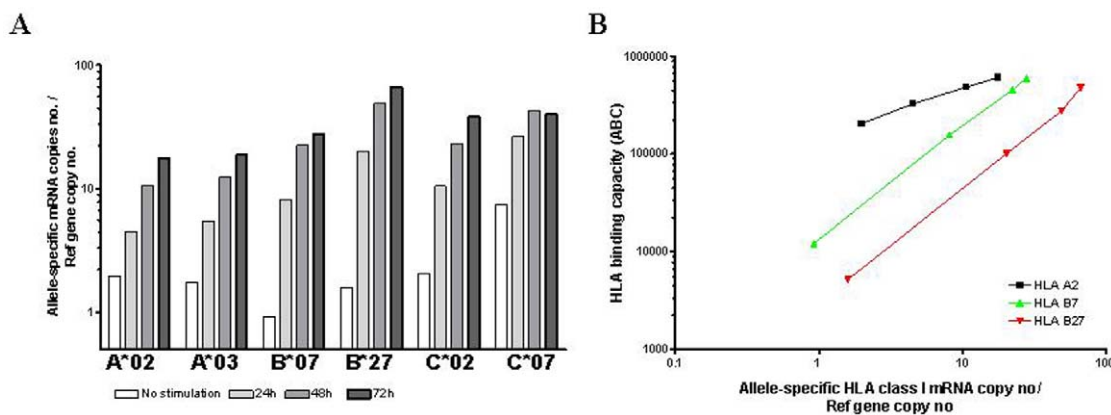 A
Allele-specific mRNA copies no. /
Ref gene copy no.
100
10
1
A*02 A*03 B*07 B*27 C*02 C*07
No stimulation 24h 48h 72h
B
HLA binding capacity (ABC)
1000000
100000
10000
1000
0.1 1 10 100
HLA A2
HLA B7
HLA B27
Allele-specific HLA class I mRNA copy no/
Ref gene copy no